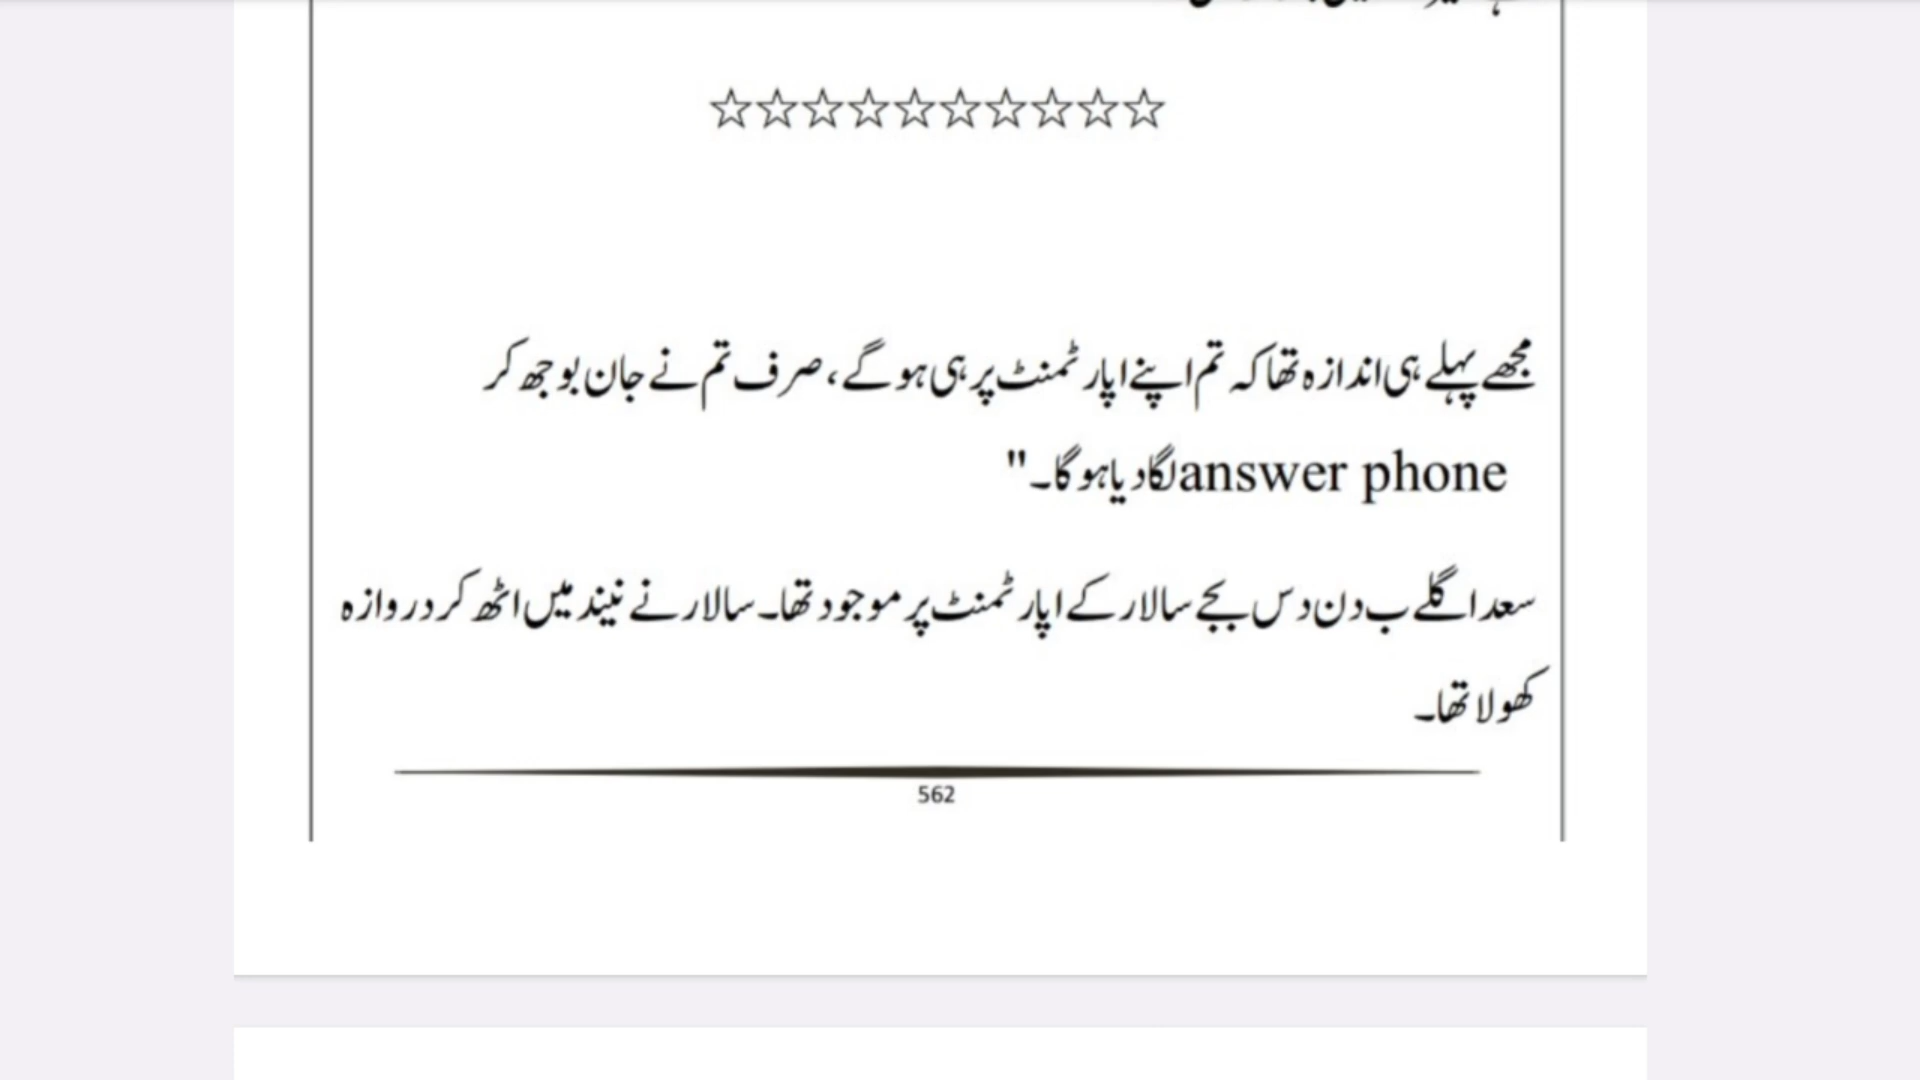 ☆☆☆☆☆☆☆☆☆☆
مجھے پہلے ہی اندازہ تھا کہ تم اپنے اپارٹمنٹ پر ہی ہو گے، صرف تم نے جان بوجھ کر
answer phone لگا دیا ہو گا۔"
سعد اگلے ب دن دس بجے سالار کے اپارٹمنٹ پر موجود تھا۔ سالار نے نیند میں اٹھ کر دروازہ
کھولا تھا۔
562